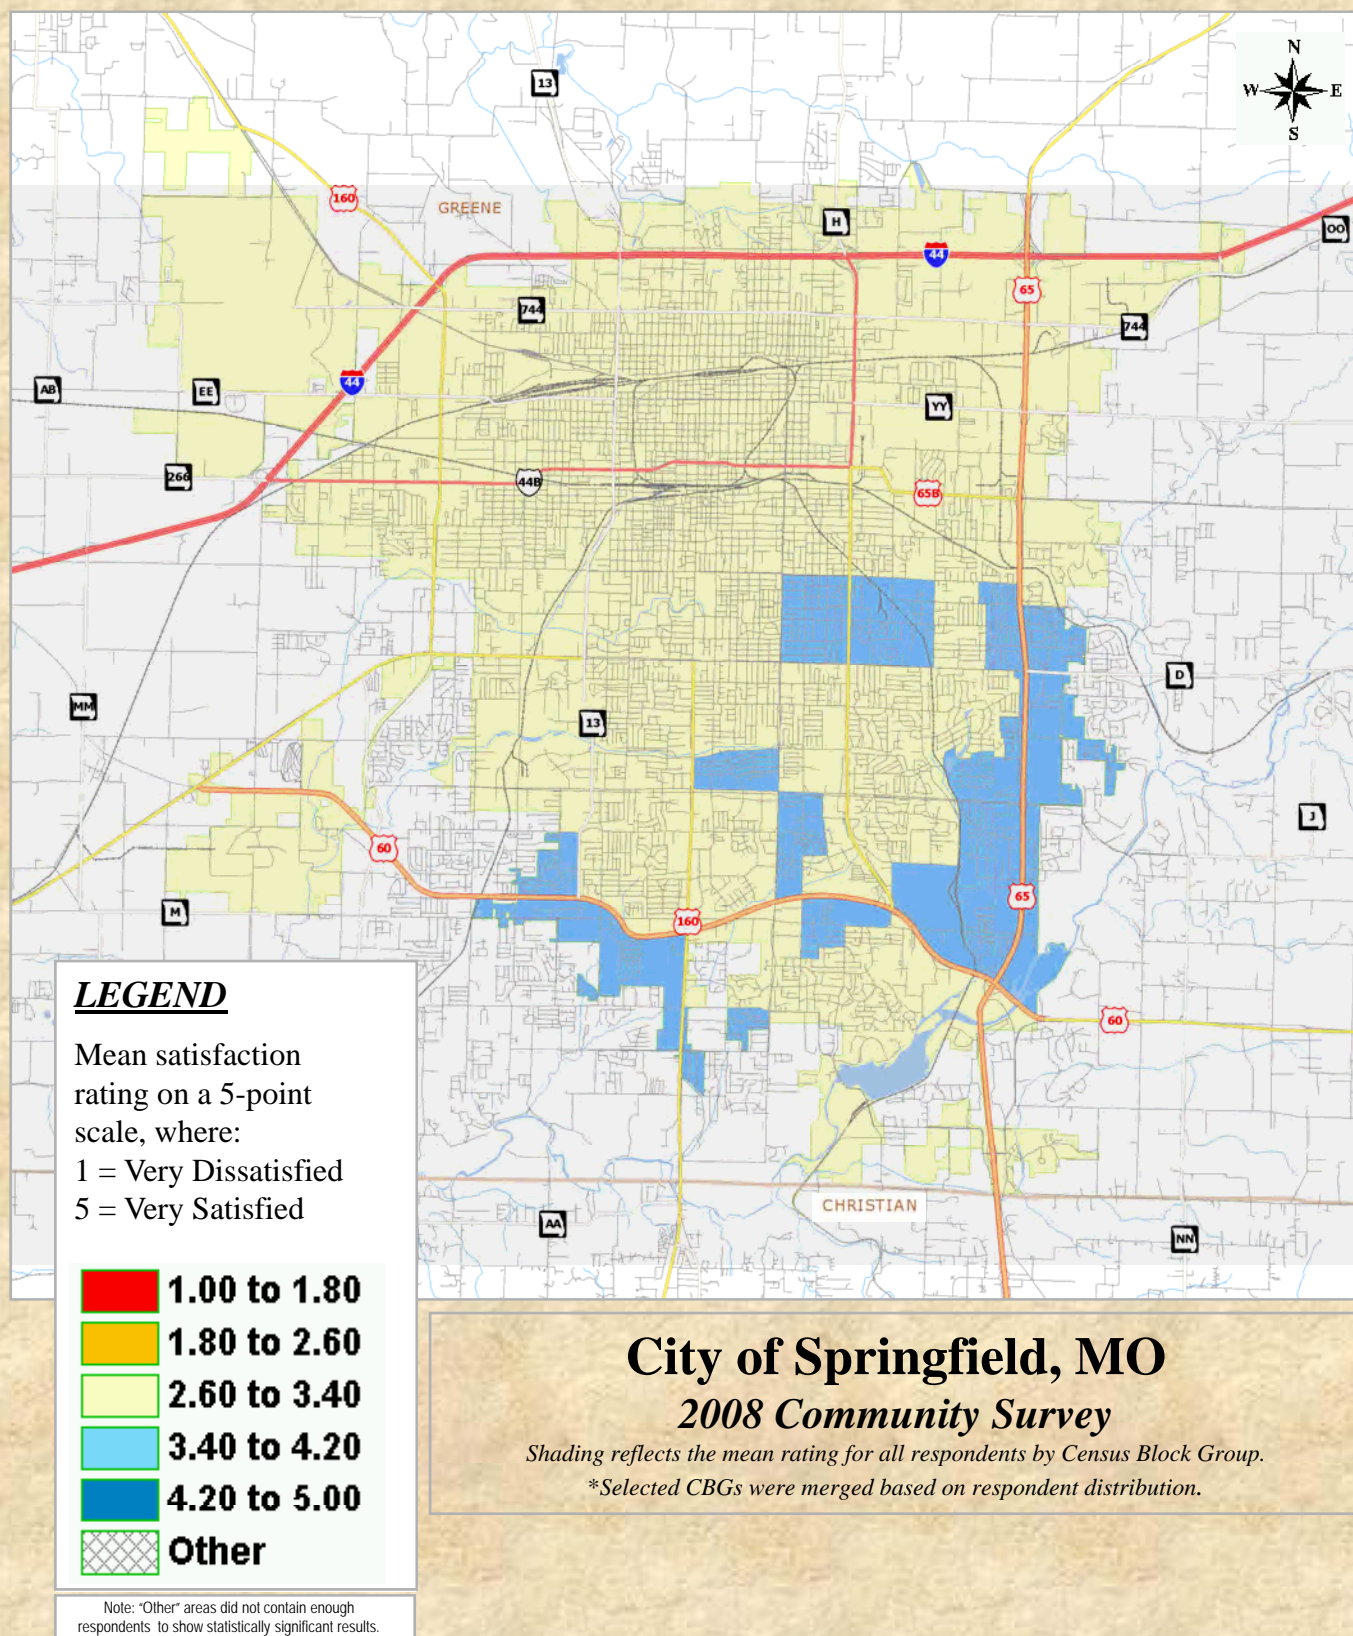 N
W E
S
13
160
GREENE
H
OO
44
65
744
744
44
AB
EE
YY
266
44B
65B
D
MM
13
J
60
65
M
160
60
CHRISTIAN
AA
NN
LEGEND
Mean satisfaction
rating on a 5-point
scale, where:
1 = Very Dissatisfied
5 = Very Satisfied
1.00 to 1.80
1.80 to 2.60
2.60 to 3.40
3.40 to 4.20
4.20 to 5.00
Other
Note: “Other” areas did not contain enough
respondents to show statistically significant results.
City of Springfield, MO
2008 Community Survey
Shading reflects the mean rating for all respondents by Census Block Group.
*Selected CBGs were merged based on respondent distribution.